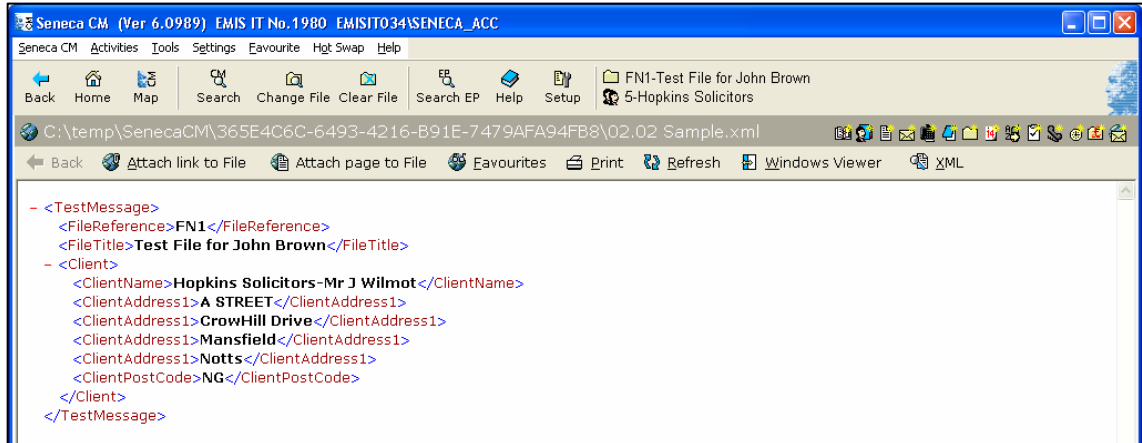 Seneca CM (Ver 6.0989) EMIS IT No.1980 EMISIT034\SENECA_ACC
Seneca CM Activities Tools Settings Favourite Hot Swap Help
Back Home Map Search Change File Clear File Search EP Help Setup
FN1-Test File for John Brown
5-Hopkins Solicitors
C:\temp\SenecaCM\365E4C6C-6493-4216-B91E-7479AFA94FB8\02.02 Sample.xml
Back Attach link to File Attach page to File Favourites Print Refresh Windows Viewer XML
- <TestMessage>
<FileReference>FN1</FileReference>
<FileTitle>Test File for John Brown</FileTitle>
- <Client>
<ClientName>Hopkins Solicitors-Mr J Wilmot</ClientName>
<ClientAddress1>A STREET</ClientAddress1>
<ClientAddress1>CrowHill Drive</ClientAddress1>
<ClientAddress1>Mansfield</ClientAddress1>
<ClientAddress1>Notts</ClientAddress1>
<ClientPostCode>NG</ClientPostCode>
</Client>
</TestMessage>